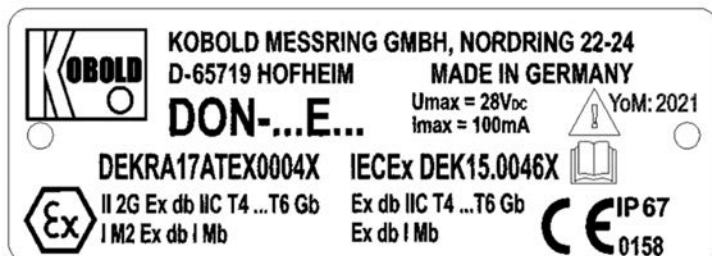 KOBOLD
KOBOLD MESSRING GMBH, NORDRING 22-24
D-65719 HOFHEIM MADE IN GERMANY
DON-...E...
Umax = 28VDC
Imax = 100mA
YoM: 2021
DEKRA17ATEX0004X IECEx DEK15.0046X
Ex
II 2G Ex db IIC T4 ...T6 Gb
I M2 Ex db I Mb
Ex db IIC T4 ...T6 Gb
Ex db I Mb
CE
IP 67
0158